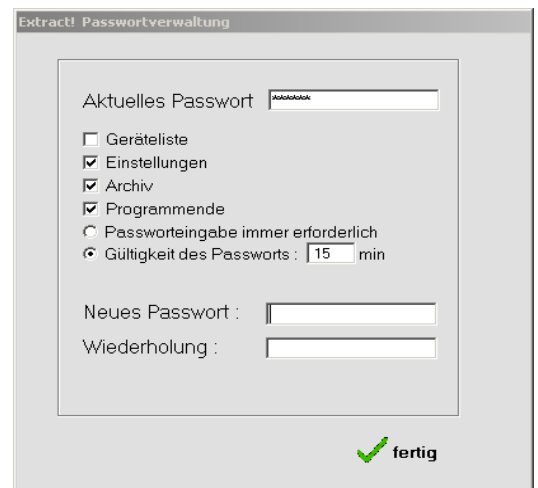 Extract! Passwortverwaltung
Aktuelles Passwort *******
Geräteliste
Einstellungen
Archiv
Programmende
Passworteingabe immer erforderlich
Gültigkeit des Passworts : 15 min
Neues Passwort :
Wiederholung :
fertig